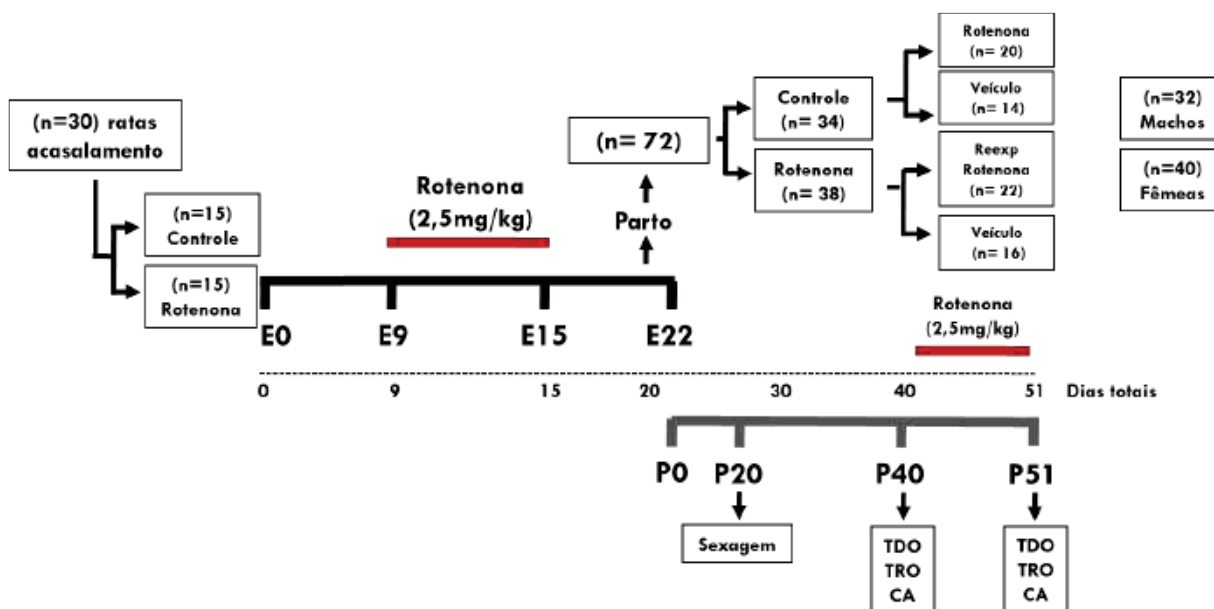 (n=30) ratas
acasalamento
(n=15)
Controle
(n=15)
Rotenona
Rotenona
(2,5mg/kg)
Parto
(n= 72)
Controle
(n= 34)
Rotenona
(n= 38)
Rotenona
(n= 20)
Veículo
(n= 14)
Reexp
Rotenona
(n= 22)
Veículo
(n= 16)
(n=32)
Machos
(n=40)
Fêmeas
E0 E9 E15 E22
Rotenona
(2,5mg/kg)
0 9 15 20 30 40 51 Dias totais
P0 P20 P40 P51
Sexagem
TDO
TRO
CA
TDO
TRO
CA